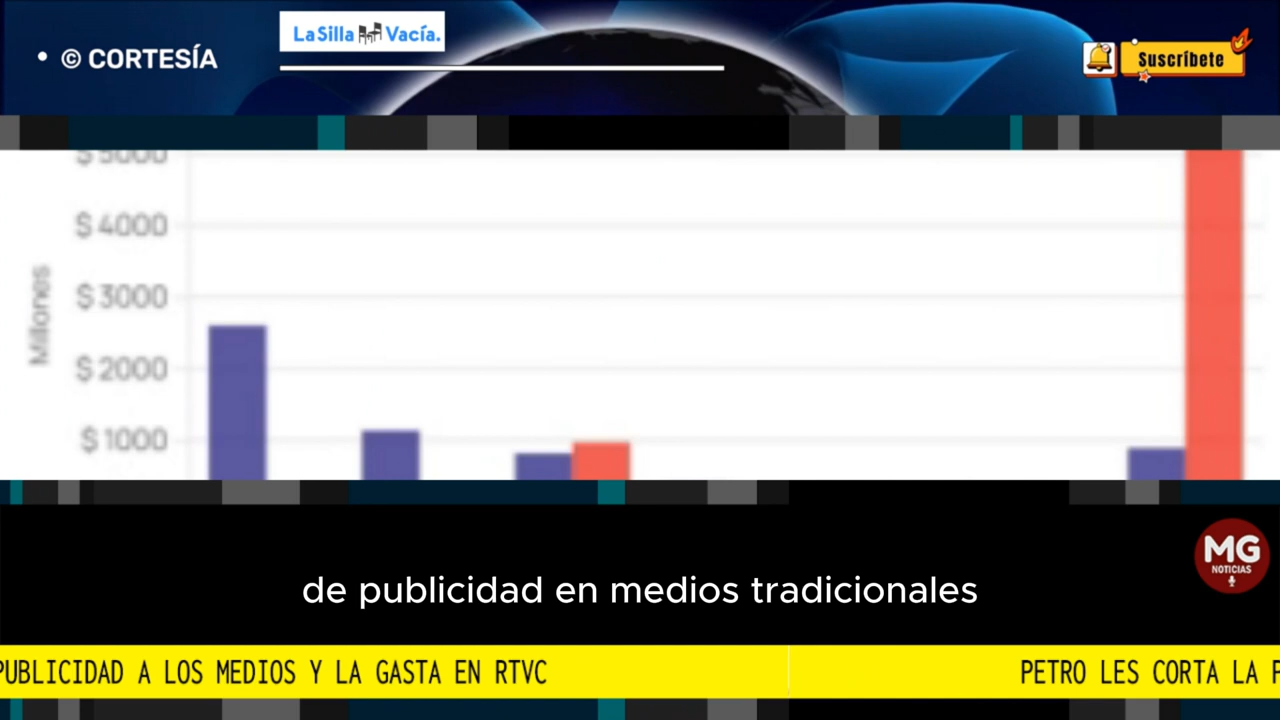 LaSilla Vacía.
• © CORTESÍA
Suscríbete
$5000
$4000
$3000
$2000
$1000
Millones
MG
NOTICIAS
de publicidad en medios tradicionales
PUBLICIDAD A LOS MEDIOS Y LA GASTA EN RTVC
PETRO LES CORTA LA P